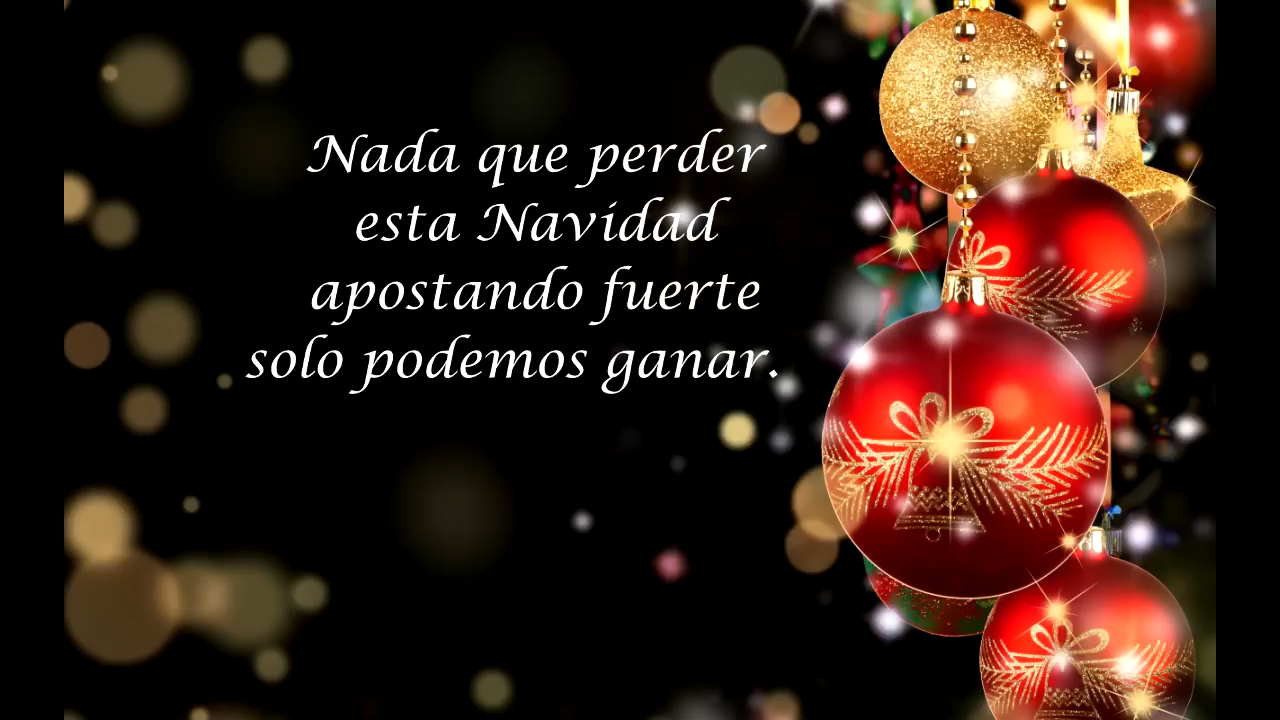 Nada que perder
esta Navidad
apostando fuerte
solo podemos ganar.